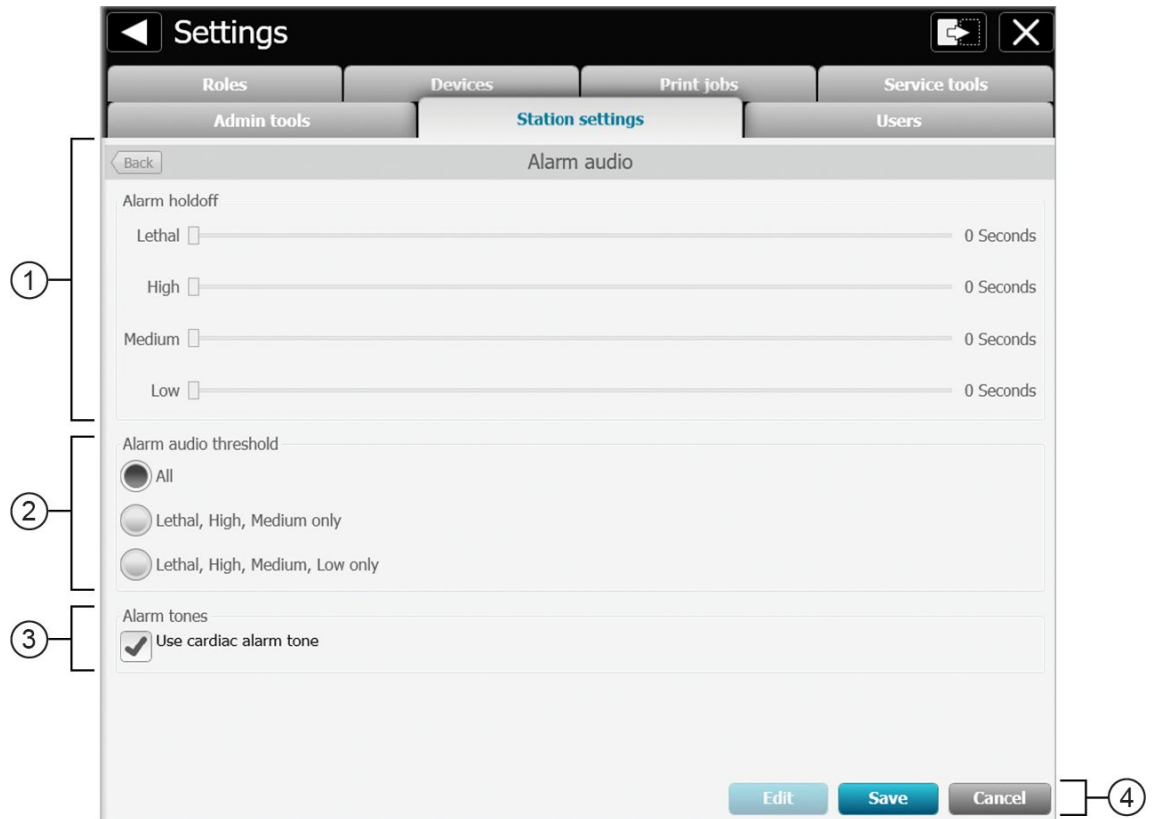 Settings
Roles
Devices
Print jobs
Service tools
Admin tools
Station settings
Users
Back
Alarm audio
1
Alarm holdoff
Lethal 0 Seconds
High 0 Seconds
Medium 0 Seconds
Low 0 Seconds
2
Alarm audio threshold
All
Lethal, High, Medium only
Lethal, High, Medium, Low only
3
Alarm tones
Use cardiac alarm tone
Edit
Save
Cancel
4